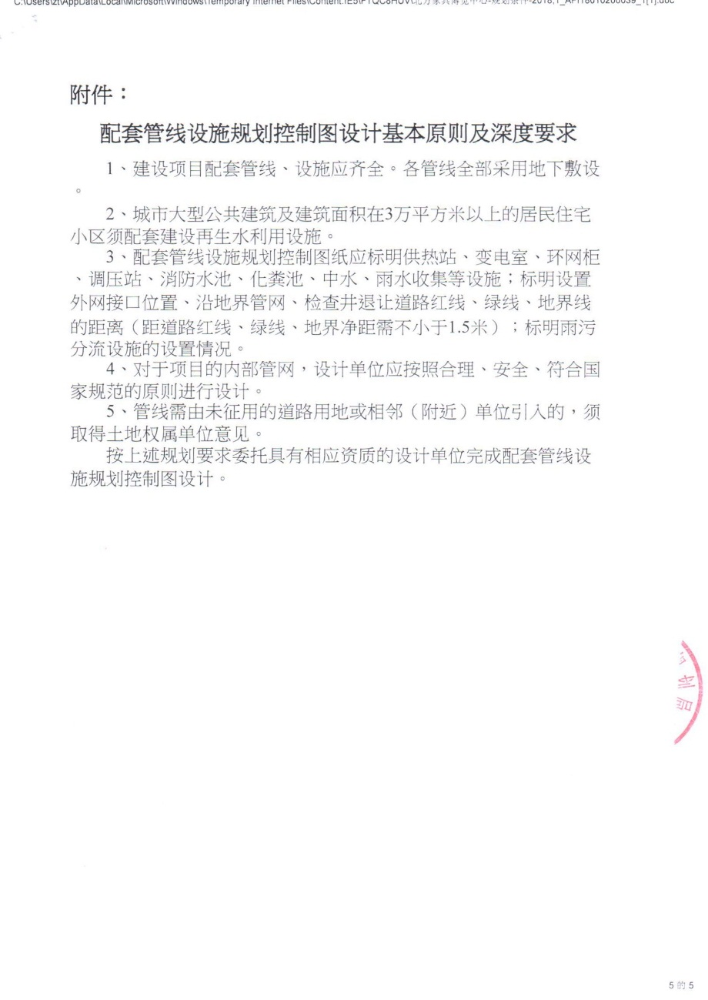 C:\Users\zt\AppData\Local\Microsoft\Windows\Temporary Internet Files\Content.IE5\F1QC8HUV\北方家具博览中心-规划条件-2018,1_API18010200039_1[1].doc
附件：
配套管线设施规划控制图设计基本原则及深度要求
1、建设项目配套管线、设施应齐全。各管线全部采用地下敷设
。
2、城市大型公共建筑及建筑面积在3万平方米以上的居民住宅
小区须配套建设再生水利用设施。
3、配套管线设施规划控制图纸应标明供热站、变电室、环网柜
、调压站、消防水池、化粪池、中水、雨水收集等设施；标明设置
外网接口位置、沿地界管网、检查井退让道路红线、绿线、地界线
的距离（距道路红线、绿线、地界净距需不小于1.5米）；标明雨污
分流设施的设置情况。
4、对于项目的内部管网，设计单位应按照合理、安全、符合国
家规范的原则进行设计。
5、管线需由未征用的道路用地或相邻（附近）单位引入的，须
取得土地权属单位意见。
按上述规划要求委托具有相应资质的设计单位完成配套管线设
施规划控制图设计。
划局
5 的 5